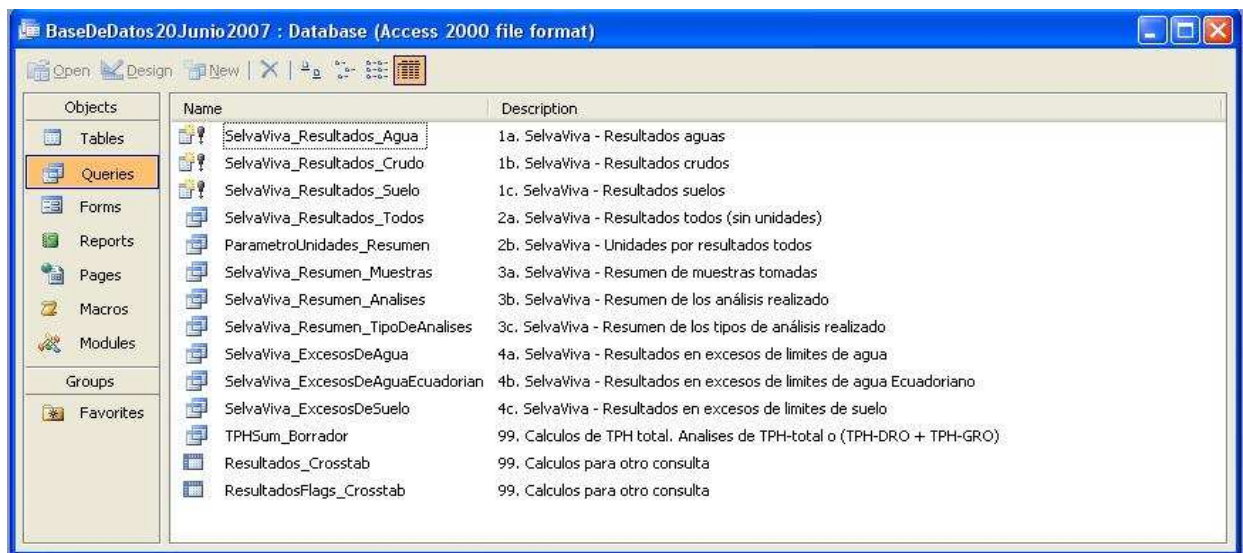 BaseDeDatos20Junio2007 : Database (Access 2000 file format)
Open Design New
Objects
Tables
Queries
Forms
Reports
Pages
Macros
Modules
Groups
Favorites
Name Description
SelvaViva_Resultados_Agua 1a. SelvaViva - Resultados aguas
SelvaViva_Resultados_Crudo 1b. SelvaViva - Resultados crudos
SelvaViva_Resultados_Suelo 1c. SelvaViva - Resultados suelos
SelvaViva_Resultados_Todos 2a. SelvaViva - Resultados todos (sin unidades)
ParametroUnidades_Resumen 2b. SelvaViva - Unidades por resultados todos
SelvaViva_Resumen_Muestras 3a. SelvaViva - Resumen de muestras tomadas
SelvaViva_Resumen_Analises 3b. SelvaViva - Resumen de los análisis realizado
SelvaViva_Resumen_TipoDeAnalises 3c. SelvaViva - Resumen de los tipos de análisis realizado
SelvaViva_ExcesosDeAgua 4a. SelvaViva - Resultados en excesos de limites de agua
SelvaViva_ExcesosDeAguaEcuadorian 4b. SelvaViva - Resultados en excesos de limites de agua Ecuadoriano
SelvaViva_ExcesosDeSuelo 4c. SelvaViva - Resultados en excesos de limites de suelo
TPHSum_Borrador 99. Calculos de TPH total. Analises de TPH-total o (TPH-DRO + TPH-GRO)
Resultados_Crosstab 99. Calculos para otro consulta
ResultadosFlags_Crosstab 99. Calculos para otro consulta